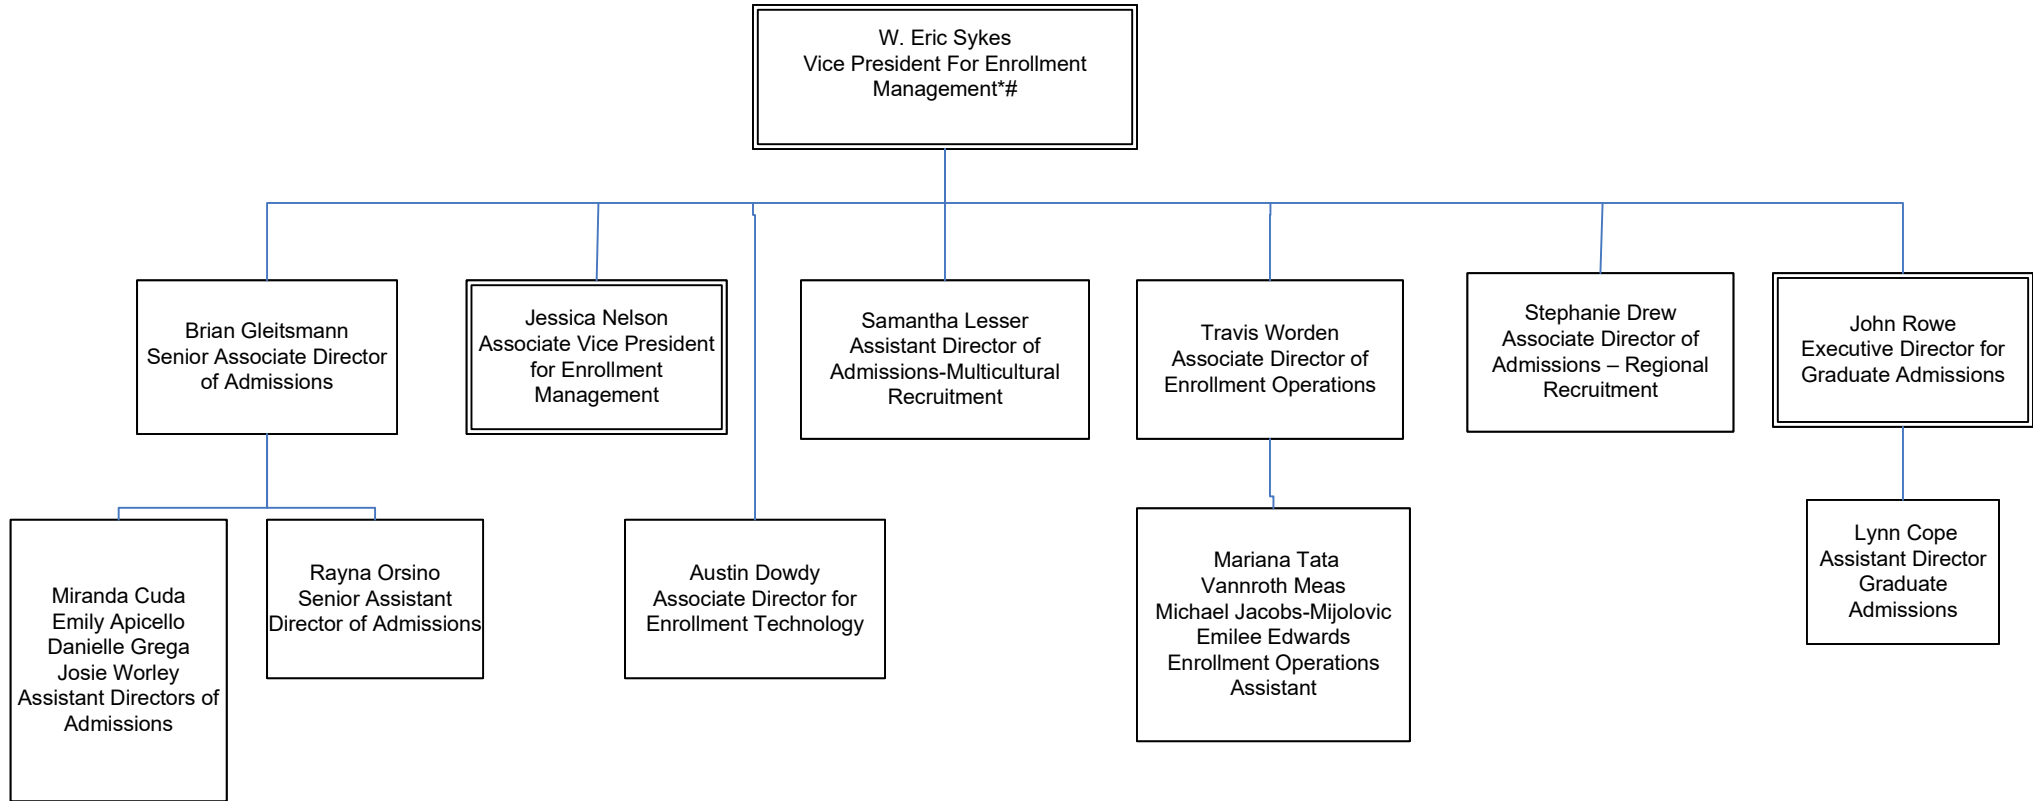 W. Eric Sykes
Vice President For Enrollment
Management*#
Brian Gleitsmann
Senior Associate Director
of Admissions
Jessica Nelson
Associate Vice President
for Enrollment
Management
Samantha Lesser
Assistant Director of
Admissions-Multicultural
Recruitment
Travis Worden
Associate Director of
Enrollment Operations
Stephanie Drew
Associate Director of
Admissions – Regional
Recruitment
John Rowe
Executive Director for
Graduate Admissions
Miranda Cuda
Emily Apicello
Danielle Grega
Josie Worley
Assistant Directors of
Admissions
Rayna Orsino
Senior Assistant
Director of Admissions
Austin Dowdy
Associate Director for
Enrollment Technology
Mariana Tata
Vannroth Meas
Michael Jacobs-Mijolovic
Emilee Edwards
Enrollment Operations
Assistant
Lynn Cope
Assistant Director
Graduate
Admissions